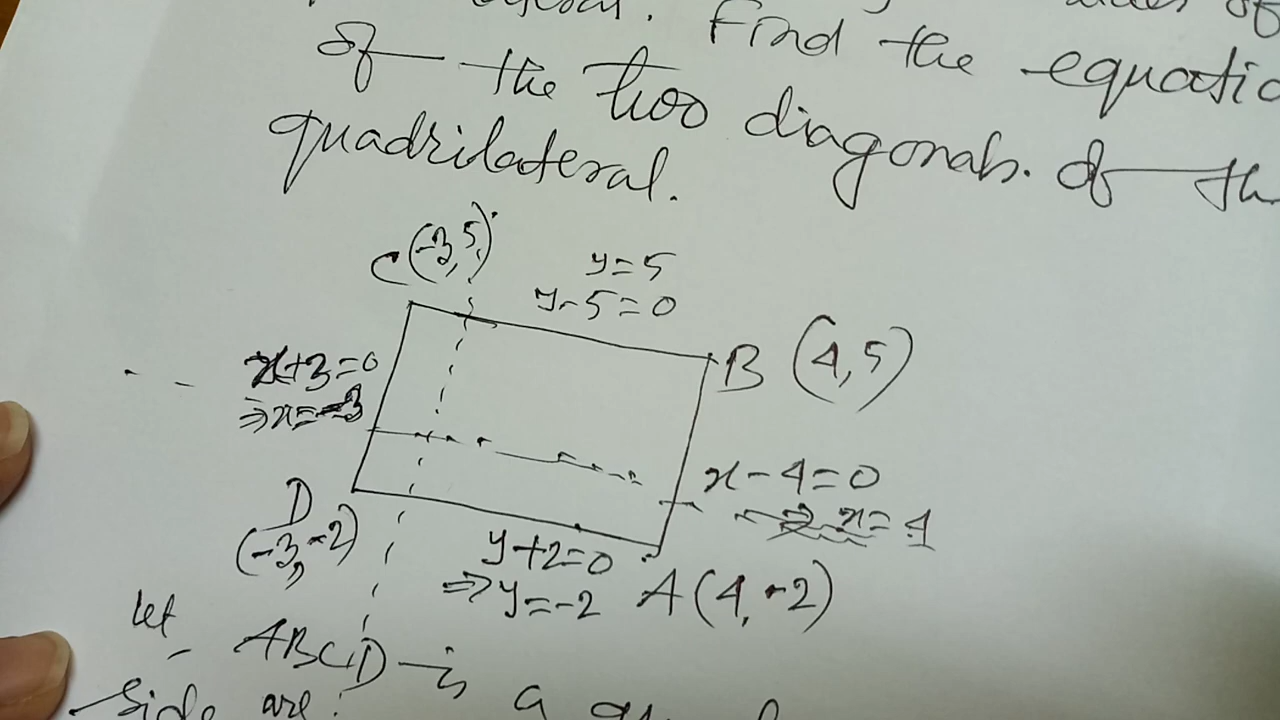 Find the equatio
of the two diagonals. of th
quadrilateral.
C(-3,5)
y=5
y-5=0
B (4,5)
x+3=0
⇒x=-3
x-4=0
⇒ x=4
D
(-3,-2)
y+2=0
⇒y=-2
A(4,-2)
let
ABCD is a
side are: